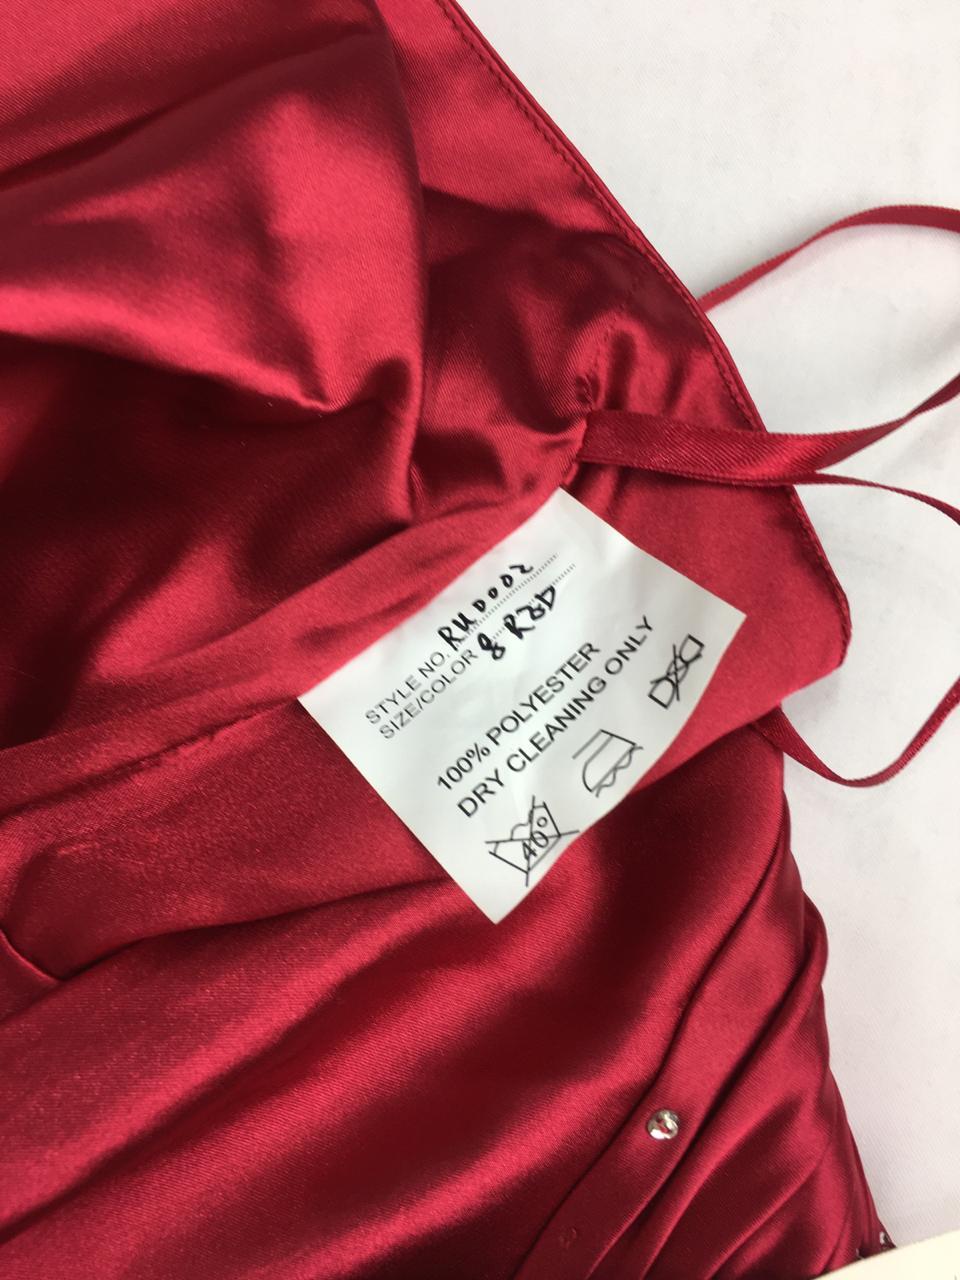 STYLE NO. RU0002
SIZE/COLOR 8 RED
100% POLYESTER
DRY CLEANING ONLY
40°